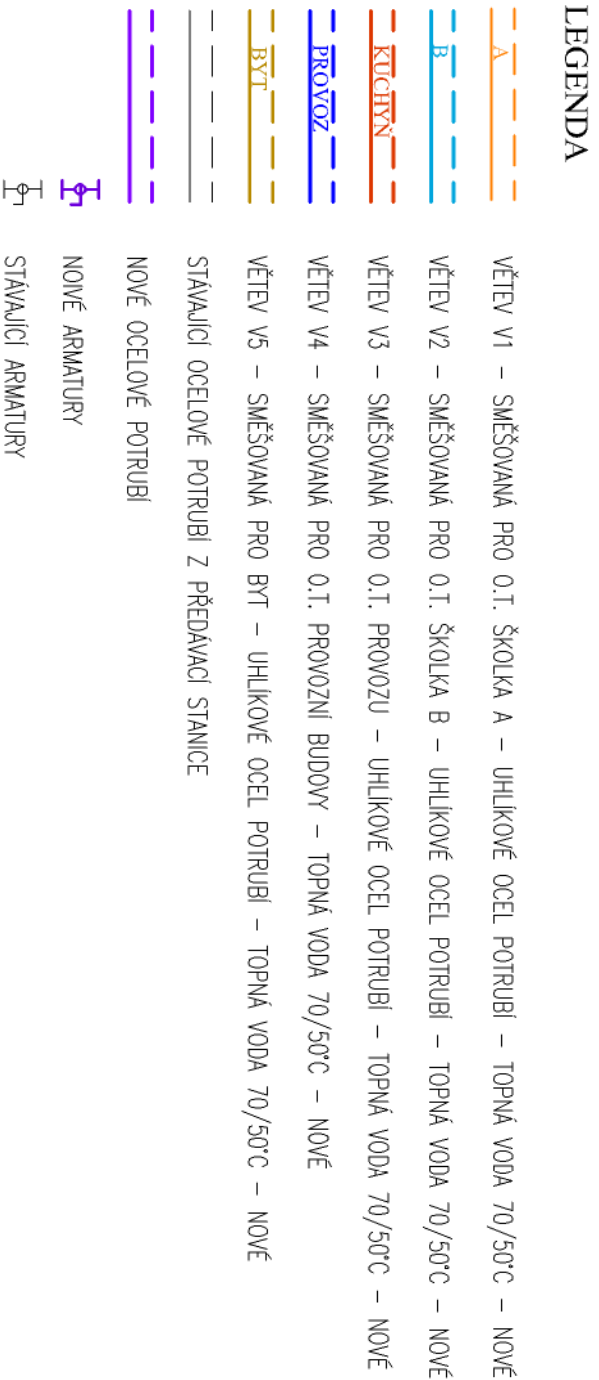 LEGENDA
A VĚTEV V1 – SMĚŠOVANÁ PRO O.T. ŠKOLKA A – UHLÍKOVÉ OCEL POTRUBÍ – TOPNÁ VODA 70/50°C – NOVÉ
B VĚTEV V2 – SMĚŠOVANÁ PRO O.T. ŠKOLKA B – UHLÍKOVÉ OCEL POTRUBÍ – TOPNÁ VODA 70/50°C – NOVÉ
KUCHYŇ VĚTEV V3 – SMĚŠOVANÁ PRO O.T. PROVOZU – UHLÍKOVÉ OCEL POTRUBÍ – TOPNÁ VODA 70/50°C – NOVÉ
PROVOZ VĚTEV V4 – SMĚŠOVANÁ PRO O.T. PROVOZNÍ BUDOVY – TOPNÁ VODA 70/50°C – NOVÉ
BYT VĚTEV V5 – SMĚŠOVANÁ PRO BYT – UHLÍKOVÉ OCEL POTRUBÍ – TOPNÁ VODA 70/50°C – NOVÉ
STÁVAJÍCÍ OCELOVÉ POTRUBÍ Z PŘEDÁVACÍ STANICE
NOVÉ OCELOVÉ POTRUBÍ
NOIVÉ ARMATURY
STÁVAJÍCÍ ARMATURY